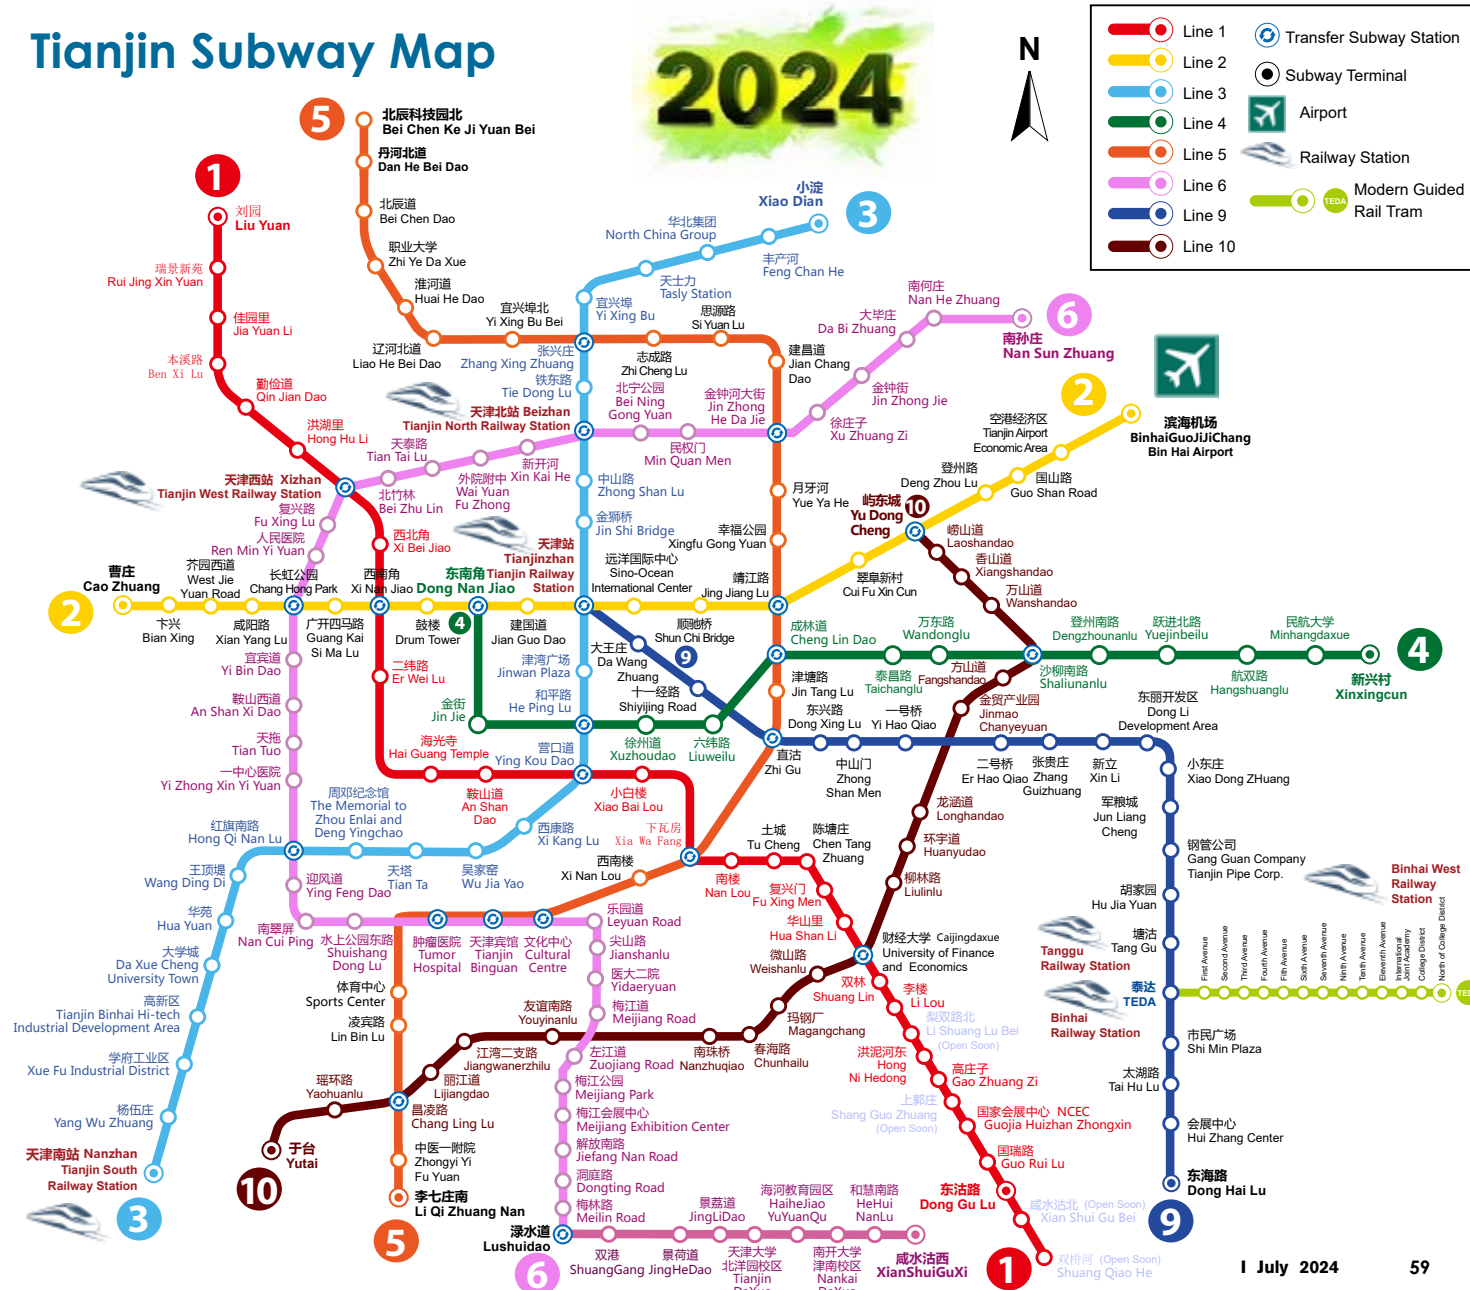 Tianjin Subway Map
2024
N
Line 1
Line 2
Line 3
Line 4
Line 5
Line 6
Line 9
Line 10
Transfer Subway Station
Subway Terminal
Airport
Railway Station
TEDA
Modern Guided
Rail Tram
5
北辰科技园北
Bei Chen Ke Ji Yuan Bei
丹河北道
Dan He Bei Dao
北辰道
Bei Chen Dao
职业大学
Zhi Ye Da Xue
淮河道
Huai He Dao
辽河北道
Liao He Bei Dao
宜兴埠北
Yi Xing Bu Bei
张兴庄
Zhang Xing Zhuang
志成路
Zhi Cheng Lu
思源路
Si Yuan Lu
建昌道
Jian Chang
Dao
金钟河大街
Jin Zhong
He Da Jie
月牙河
Yue Ya He
幸福公园
Xingfu Gong Yuan
靖江路
Jing Jiang Lu
成林道
Cheng Lin Dao
津塘路
Jin Tang Lu
直沽
Zhi Gu
下瓦房
Xia Wa Fang
西南楼
Xi Nan Lou
文化中心
Cultural
Centre
天津宾馆
Tianjin
Binguan
肿瘤医院
Tumor
Hospital
体育中心
Sports Center
凌宾路
Lin Bin Lu
昌凌路
Chang Ling Lu
中医一附院
Zhongyi Yi
Fu Yuan
李七庄南
Li Qi Zhuang Nan
5
1
刘园
Liu Yuan
瑞景新苑
Rui Jing Xin Yuan
佳园里
Jia Yuan Li
本溪路
Ben Xi Lu
勤俭道
Qin Jian Dao
洪湖里
Hong Hu Li
天津西站 Xizhan
Tianjin West Railway Station
西北角
Xi Bei Jiao
西南角
Xi Nan Jiao
二纬路
Er Wei Lu
海光寺
Hai Guang Temple
鞍山道
An Shan
Dao
营口道
Ying Kou Dao
小白楼
Xiao Bai Lou
南楼
Nan Lou
土城
Tu Cheng
陈塘庄
Chen Tang
Zhuang
复兴门
Fu Xing Men
华山里
Hua Shan Li
财经大学 Caijingdaxue
University of Finance
and Economics
双林
Shuang Lin
李楼
Li Lou
梨双路北
Li Shuang Lu Bei
(Open Soon)
洪泥河东
Hong
Ni Hedong
高庄子
Gao Zhuang Zi
上郭庄
Shang Guo Zhuang
(Open Soon)
国家会展中心 NCEC
Guojia Huizhan Zhongxin
国瑞路
Guo Rui Lu
东沽路
Dong Gu Lu
咸水沽北 (Open Soon)
Xian Shui Gu Bei
双桥河 (Open Soon)
Shuang Qiao He
1
3
小淀
Xiao Dian
丰产河
Feng Chan He
华北集团
North China Group
天士力
Tasly Station
宜兴埠
Yi Xing Bu
铁东路
Tie Dong Lu
天津北站 Beizhan
Tianjin North Railway Station
中山路
Zhong Shan Lu
金狮桥
Jin Shi Bridge
天津站
Tianjinzhan
Tianjin Railway
Station
津湾广场
Jinwan Plaza
和平路
He Ping Lu
西康路
Xi Kang Lu
吴家窑
Wu Jia Yao
天塔
Tian Ta
周邓纪念馆
The Memorial to
Zhou Enlai and
Deng Yingchao
红旗南路
Hong Qi Nan Lu
王顶堤
Wang Ding Di
华苑
Hua Yuan
大学城
Da Xue Cheng
University Town
高新区
Tianjin Binhai Hi-tech
Industrial Development Area
学府工业区
Xue Fu Industrial District
杨伍庄
Yang Wu Zhuang
天津南站 Nanzhan
Tianjin South
Railway Station
3
6
南孙庄
Nan Sun Zhuang
南何庄
Nan He Zhuang
大毕庄
Da Bi Zhuang
金钟街
Jin Zhong Jie
徐庄子
Xu Zhuang Zi
民权门
Min Quan Men
北宁公园
Bei Ning
Gong Yuan
新开河
Xin Kai He
外院附中
Wai Yuan
Fu Zhong
天泰路
Tian Tai Lu
北竹林
Bei Zhu Lin
复兴路
Fu Xing Lu
人民医院
Ren Min Yi Yuan
长虹公园
Chang Hong Park
宜宾道
Yi Bin Dao
鞍山西道
An Shan Xi Dao
天拖
Tian Tuo
一中心医院
Yi Zhong Xin Yi Yuan
迎风道
Ying Feng Dao
南翠屏
Nan Cui Ping
水上公园东路
Shuishang
Dong Lu
乐园道
Leyuan Road
尖山路
Jianshanlu
医大二院
Yidaeryuan
梅江道
Meijiang Road
左江道
Zuojiang Road
梅江公园
Meijiang Park
梅江会展中心
Meijiang Exhibition Center
解放南路
Jiefang Nan Road
洞庭路
Dongting Road
梅林路
Meilin Road
渌水道
Lushuidao
6
双港
ShuangGang
景荷道
JingHeDao
景荔道
JingLiDao
天津大学
北洋园校区
Tianjin
海河教育园区
HaiheJiao
YuYuanQu
南开大学
津南校区
Nankai
和慧南路
HeHui
NanLu
咸水沽西
XianShuiGuXi
2
曹庄
Cao Zhuang
卞兴
Bian Xing
芥园西道
West Jie
Yuan Road
咸阳路
Xian Yang Lu
广开四马路
Guang Kai
Si Ma Lu
鼓楼
Drum Tower
东南角
Dong Nan Jiao
4
建国道
Jian Guo Dao
远洋国际中心
Sino-Ocean
International Center
顺驰桥
Shun Chi Bridge
翠阜新村
Cui Fu Xin Cun
屿东城
Yu Dong
Cheng
10
登州路
Deng Zhou Lu
国山路
Guo Shan Road
空港经济区
Tianjin Airport
Economic Area
2
滨海机场
BinhaiGuoJiJiChang
Bin Hai Airport
金街
Jin Jie
徐州道
Xuzhoudao
六纬路
Liuweilu
泰昌路
Taichanglu
万东路
Wandonglu
沙柳南路
Shaliunanlu
登州南路
Dengzhounanlu
跃进北路
Yuejinbeilu
航双路
Hangshuanglu
民航大学
Minhangdaxue
新兴村
Xinxingcun
4
9
大王庄
Da Wang
Zhuang
十一经路
Shiyijing Road
东兴路
Dong Xing Lu
中山门
Zhong
Shan Men
一号桥
Yi Hao Qiao
二号桥
Er Hao Qiao
张贵庄
Zhang
Guizhuang
新立
Xin Li
东丽开发区
Dong Li
Development Area
小东庄
Xiao Dong ZHuang
军粮城
Jun Liang
Cheng
钢管公司
Gang Guan Company
Tianjin Pipe Corp.
胡家园
Hu Jia Yuan
塘沽
Tang Gu
Tanggu
Railway Station
泰达
TEDA
Binhai
Railway Station
市民广场
Shi Min Plaza
太湖路
Tai Hu Lu
会展中心
Hui Zhang Center
东海路
Dong Hai Lu
9
崂山道
Laoshandao
香山道
Xiangshandao
万山道
Wanshandao
方山道
Fangshandao
金贸产业园
Jinmao
Chanyeyuan
龙涵道
Longhandao
环宇道
Huanyudao
柳林路
Liulinlu
微山路
Weishanlu
玛钢厂
Magangchang
春海路
Chunhailu
南珠桥
Nanzhuqiao
友谊南路
Youyinanlu
江湾二支路
Jiangwanerzhilu
丽江道
Lijiangdao
瑶环路
Yaohuanlu
于台
Yutai
10
Binhai West
Railway
Station
First Avenue
Second Avenue
Third Avenue
Fourth Avenue
Fith Avenue
Sixth Avenue
Seventh Avenue
Ninth Avenue
Tenth Avenue
Eleventh Avenue
International
Joint Academy
College District
North of College District
I July 2024
59